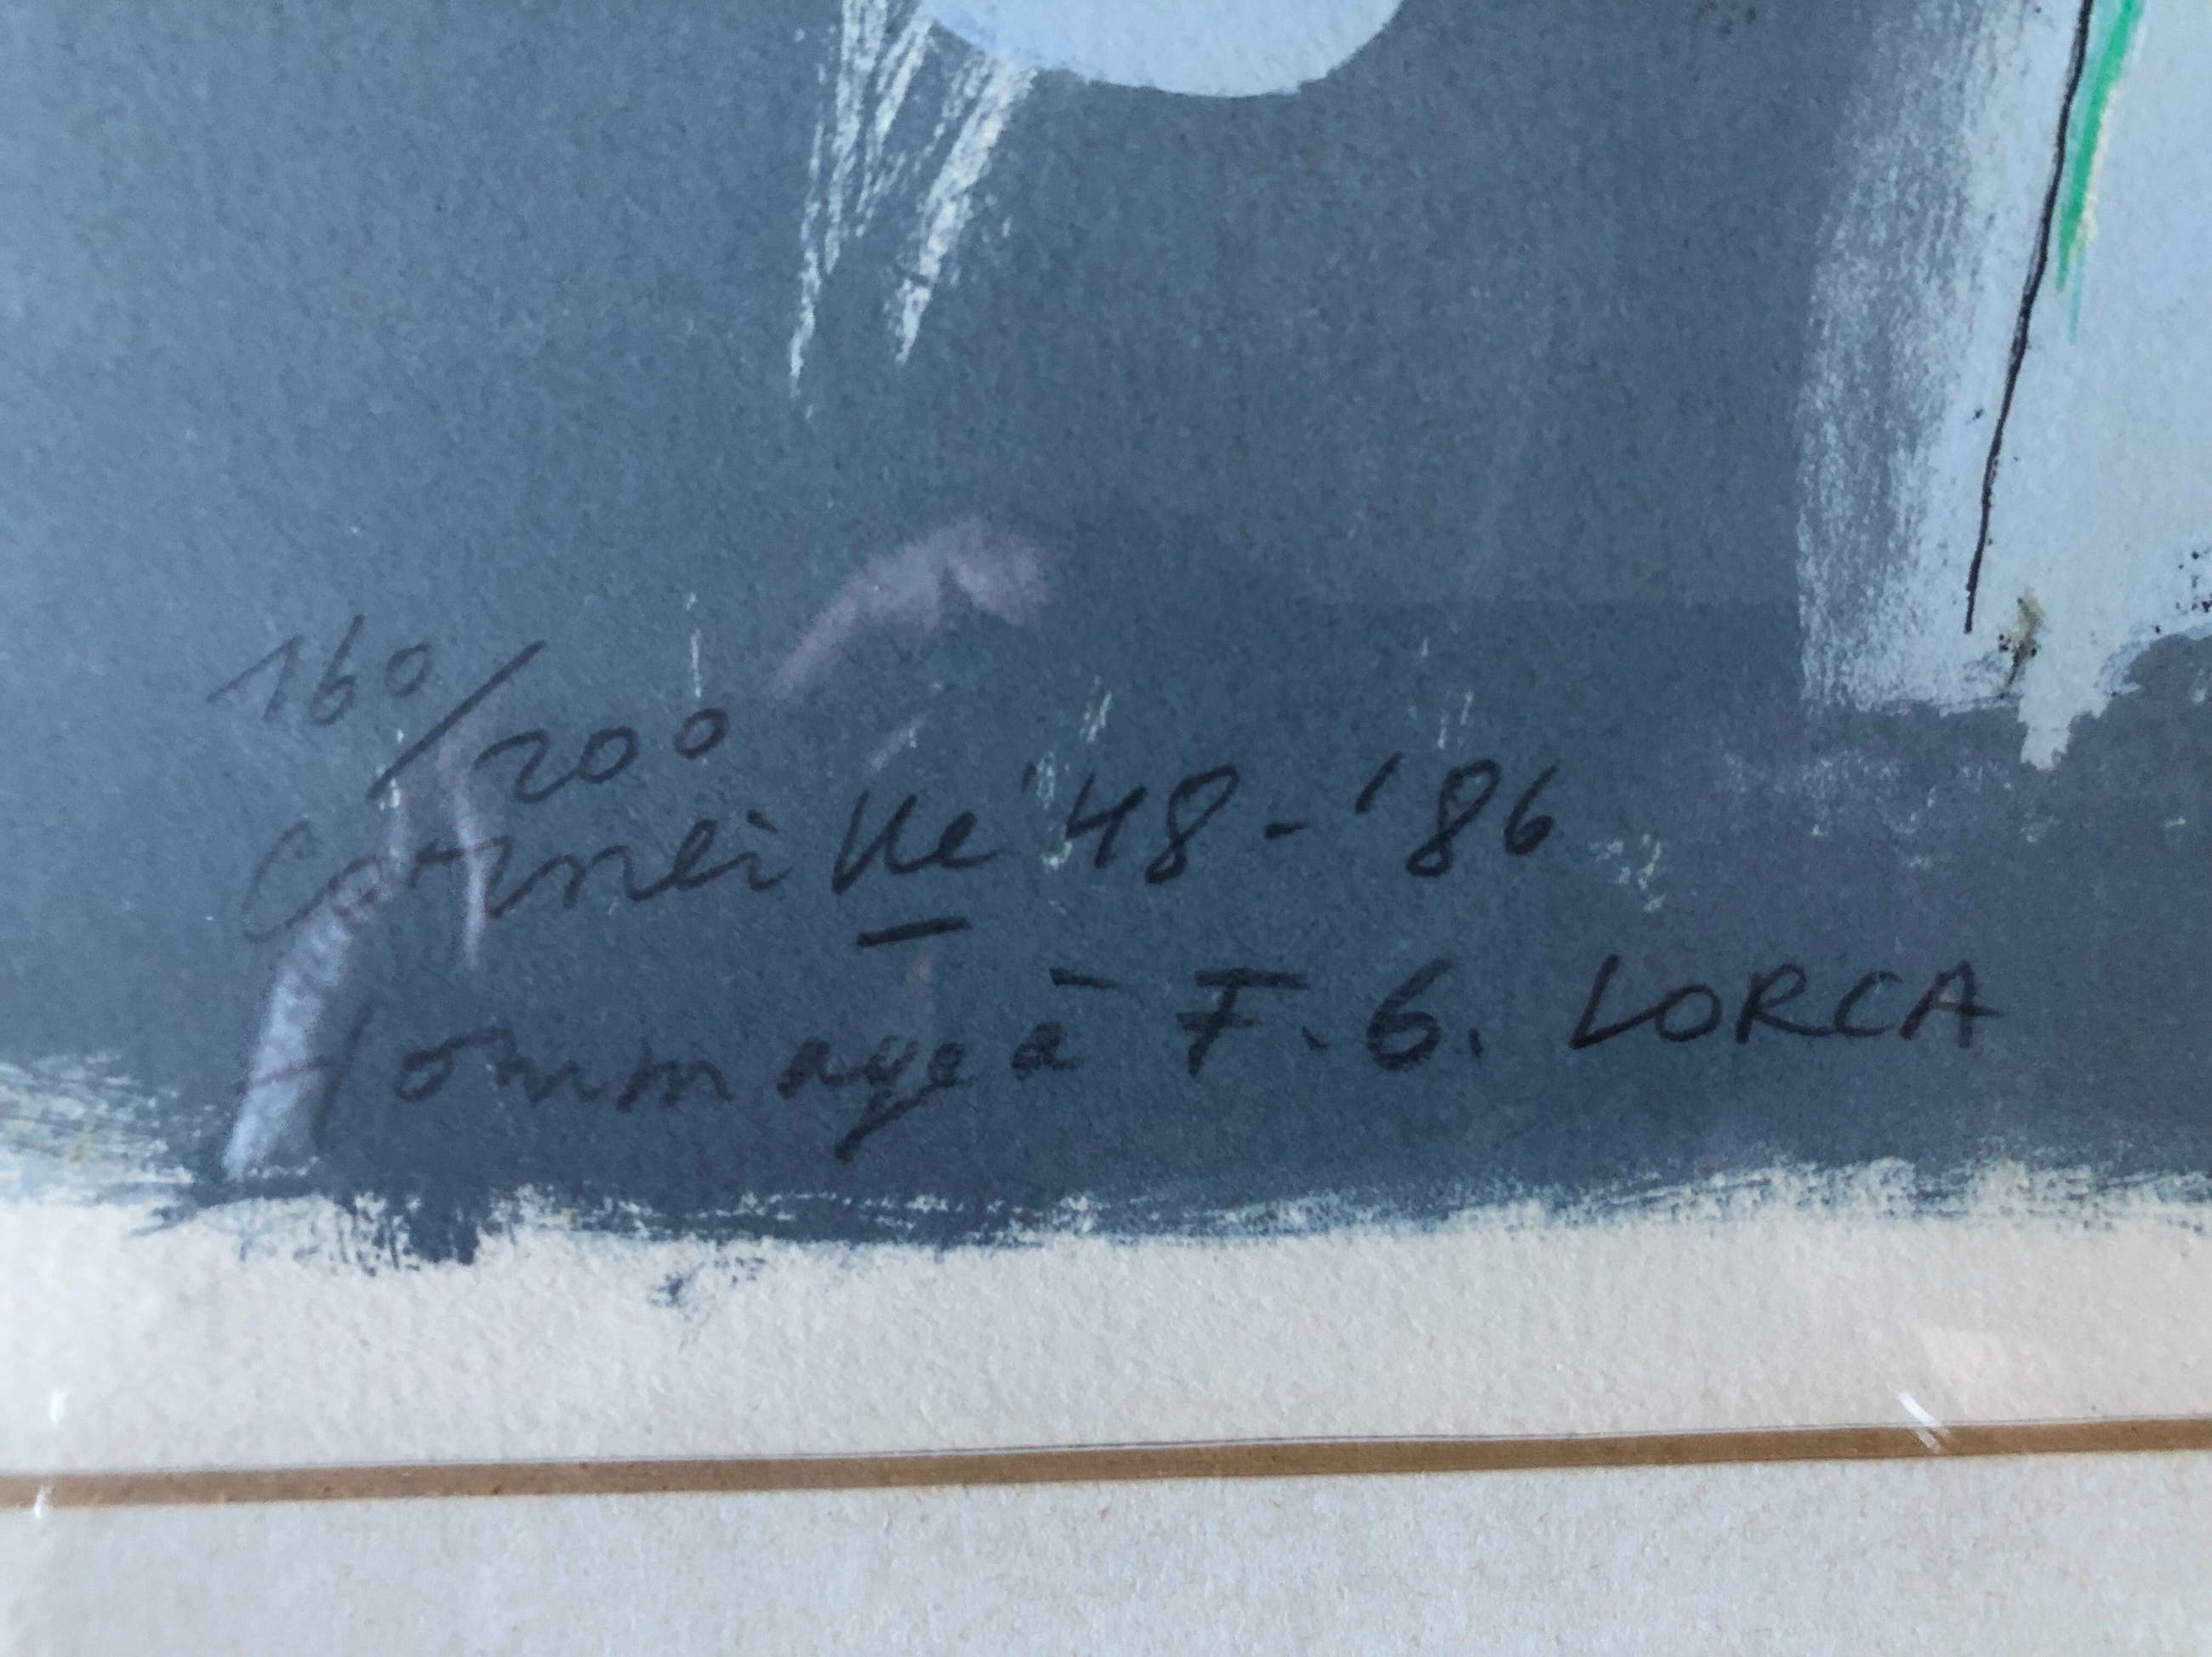 160/200
Corneille '48 - '86
Hommage à F. G. LORCA